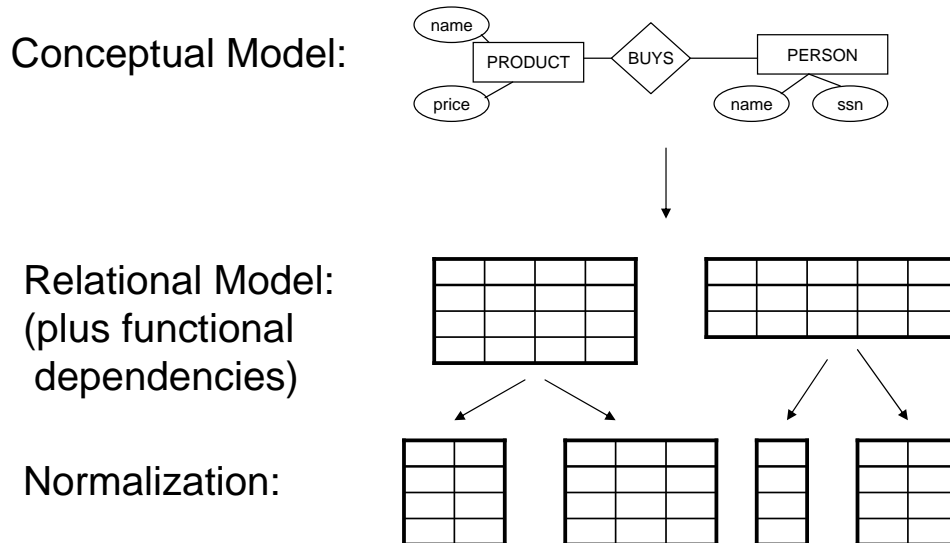 name
Conceptual Model:
PRODUCT
BUYS
PERSON
price
name
ssn
Relational Model:
(plus functional
dependencies)
Normalization: